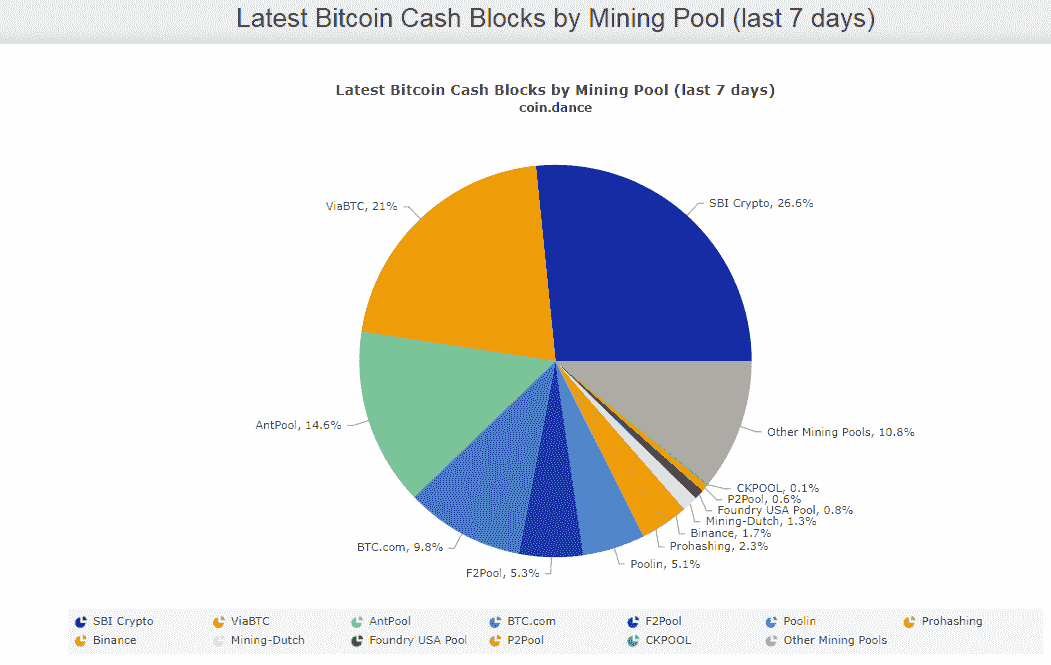 Latest Bitcoin Cash Blocks by Mining Pool (last 7 days)
Latest Bitcoin Cash Blocks by Mining Pool (last 7 days)
coin.dance
ViaBTC, 21%
SBI Crypto, 26.6%
AntPool, 14.6%
Other Mining Pools, 10.8%
CKPOOL, 0.1%
P2Pool, 0.6%
Foundry USA Pool, 0.8%
Mining-Dutch, 1.3%
Binance, 1.7%
Prohashing, 2.3%
BTC.com, 9.8%
Poolin, 5.1%
F2Pool, 5.3%
SBI Crypto ViaBTC AntPool BTC.com F2Pool Poolin Prohashing
Binance Mining-Dutch Foundry USA Pool P2Pool CKPOOL Other Mining Pools